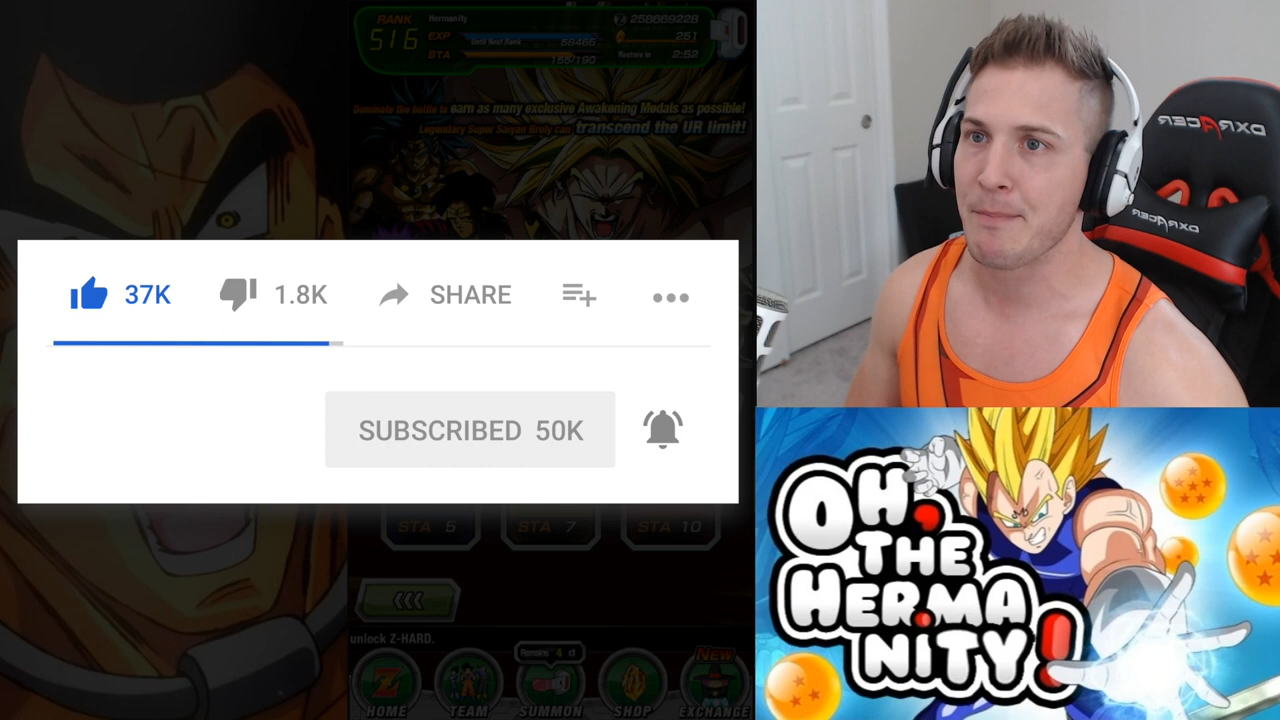 RANK
516
Hermanity
258669228
EXP
Until Next Rank
58466
251
STA
155/190
Restore in
2:52
Dominate the battle to earn as many exclusive Awakening Medals as possible!
Legendary Super Saiyan Broly can transcend the UR limit!
DXRACER
DXRACER
37K
1.8K
SHARE
SUBSCRIBED 50K
STA 5
STA 7
STA 10
unlock Z-HARD.
HOME
TEAM
Remains 4 d
SUMMON
SHOP
New
EXCHANGE
OH,
THE
HERMA
NITY!